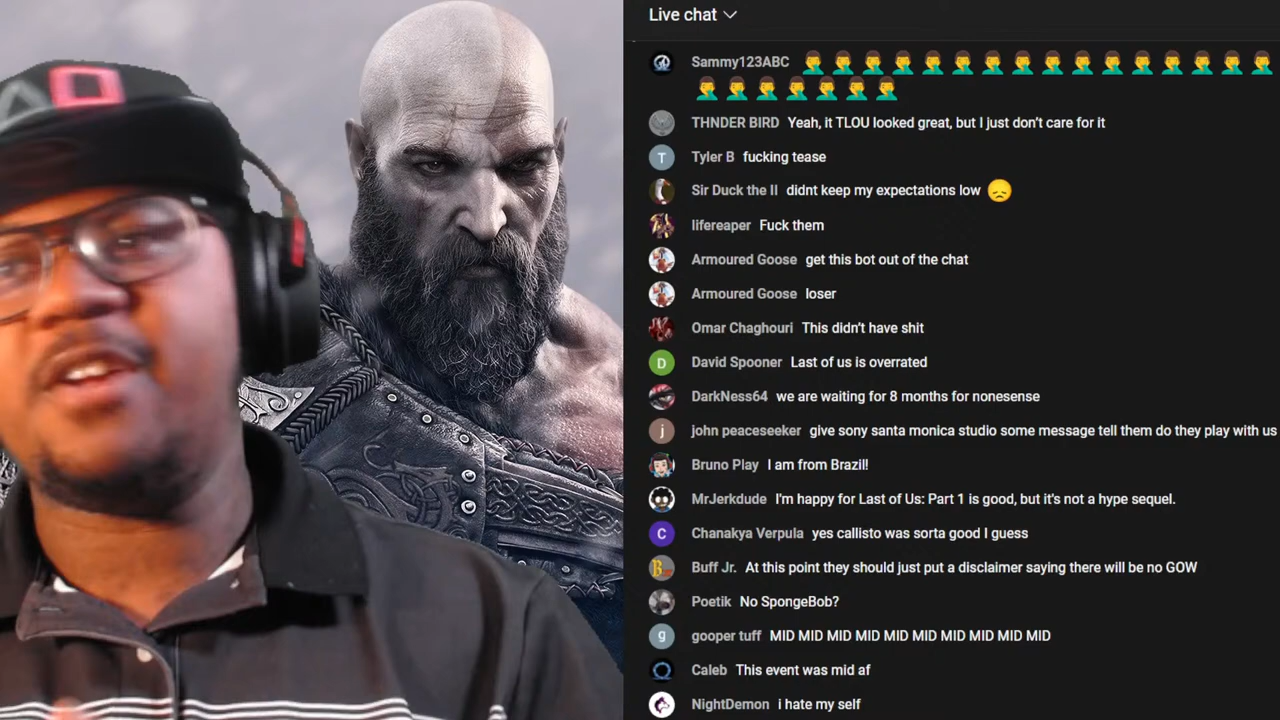 Live chat
Sammy123ABC 🤦‍♂️🤦‍♂️🤦‍♂️🤦‍♂️🤦‍♂️🤦‍♂️🤦‍♂️🤦‍♂️🤦‍♂️🤦‍♂️🤦‍♂️🤦‍♂️🤦‍♂️🤦‍♂️🤦‍♂️🤦‍♂️
🤦‍♂️🤦‍♂️🤦‍♂️🤦‍♂️🤦‍♂️🤦‍♂️🤦‍♂️
THNDER BIRD Yeah, it TLOU looked great, but I just don’t care for it
T Tyler B fucking tease
Sir Duck the II didnt keep my expectations low 😞
lifereaper Fuck them
Armoured Goose get this bot out of the chat
Armoured Goose loser
Omar Chaghouri This didn’t have shit
D David Spooner Last of us is overrated
DarkNess64 we are waiting for 8 months for nonesense
j john peaceseeker give sony santa monica studio some message tell them do they play with us
Bruno Play I am from Brazil!
MrJerkdude I'm happy for Last of Us: Part 1 is good, but it's not a hype sequel.
C Chanakya Verpula yes callisto was sorta good I guess
Buff Jr. At this point they should just put a disclaimer saying there will be no GOW
Poetik No SpongeBob?
g gooper tuff MID MID MID MID MID MID MID MID MID MID
Caleb This event was mid af
NightDemon i hate my self